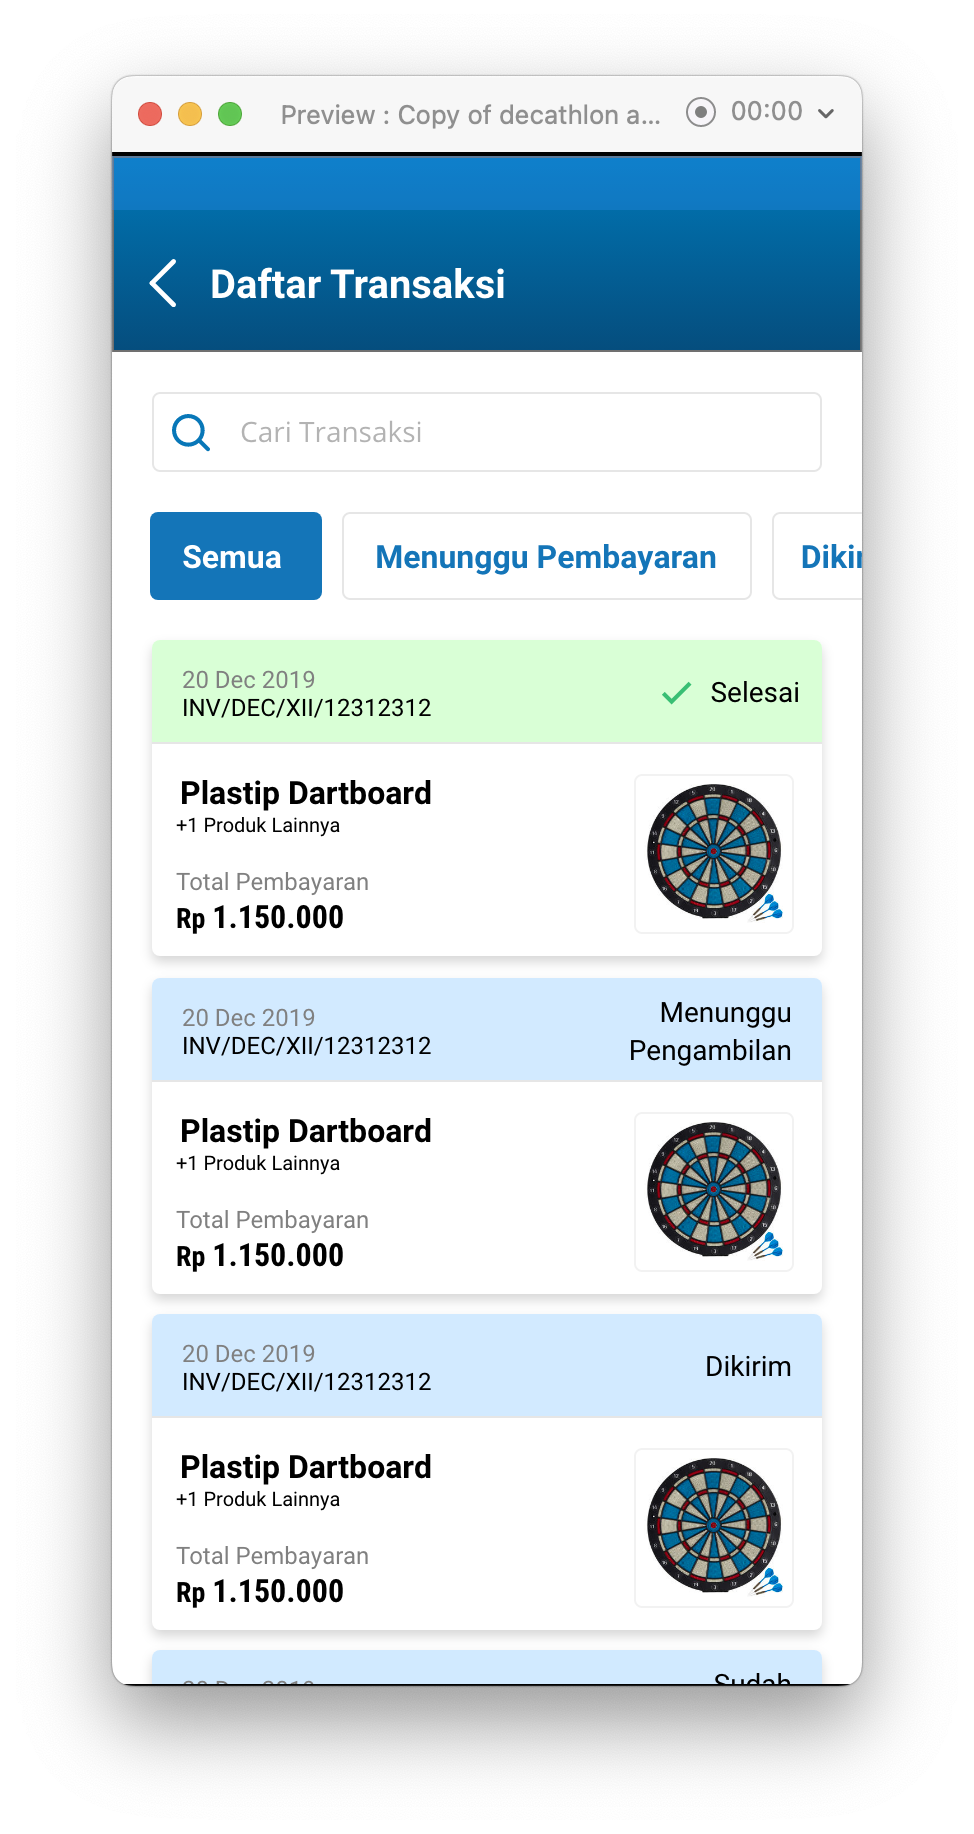 Preview : Copy of decathlon a...
00:00
Daftar Transaksi
Cari Transaksi
Semua
Menunggu Pembayaran
20 Dec 2019
INV/DEC/XII/12312312
Selesai
Plastip Dartboard
+1 Produk Lainnya
Total Pembayaran
Rp 1.150.000
20 Dec 2019
INV/DEC/XII/12312312
Menunggu
Pengambilan
Plastip Dartboard
+1 Produk Lainnya
Total Pembayaran
Rp 1.150.000
20 Dec 2019
INV/DEC/XII/12312312
Dikirim
Plastip Dartboard
+1 Produk Lainnya
Total Pembayaran
Rp 1.150.000
Sudah